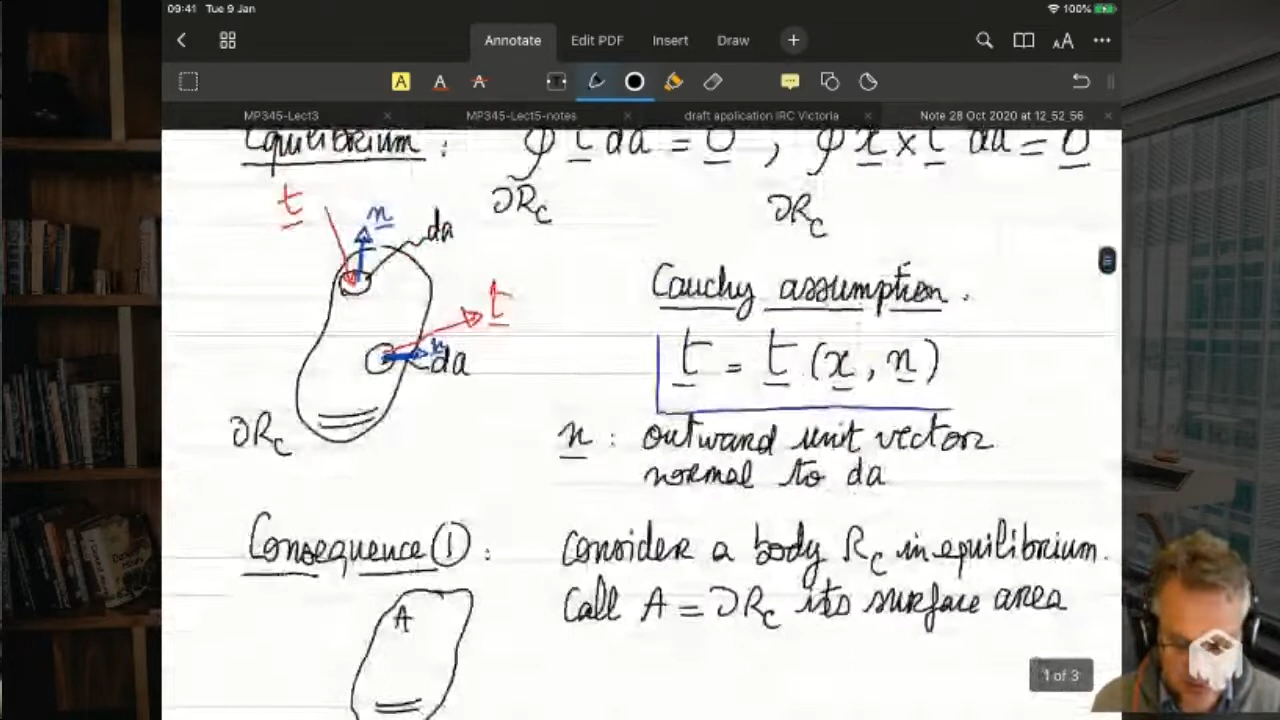 09:41 Tue 9 Jan
100%
Annotate Edit PDF Insert Draw
MP345-Lect3
MP345-Lect5-notes
draft application IRC Victoria
Note 28 Oct 2020 at 12_52_56
Equilibrium : ∮ t da = 0 , ∮ x × t da = 0
∂Rc ∂Rc
t
n
da
t
n
da
∂Rc
Cauchy assumption.
t = t (x, n)
n : outward unit vector
normal to da
Consequence ① : Consider a body Rc in equilibrium.
Call A = ∂Rc its surface area
A
1 of 3